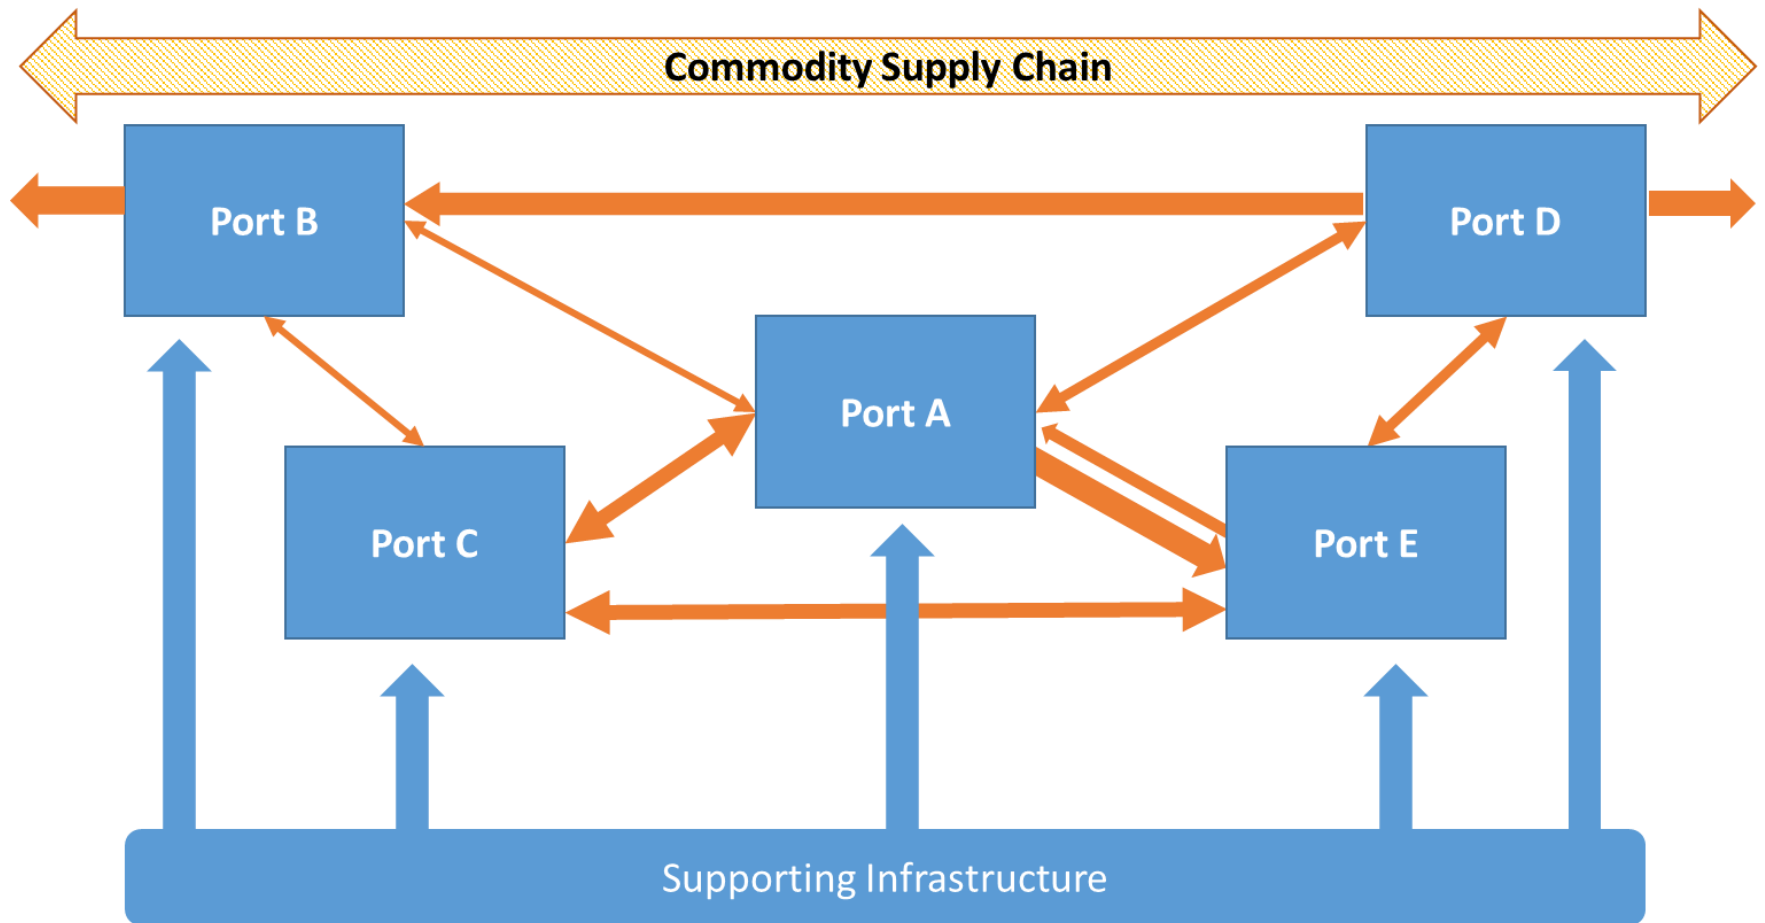 Commodity Supply Chain
Port B
Port D
Port A
Port C
Port E
Supporting Infrastructure